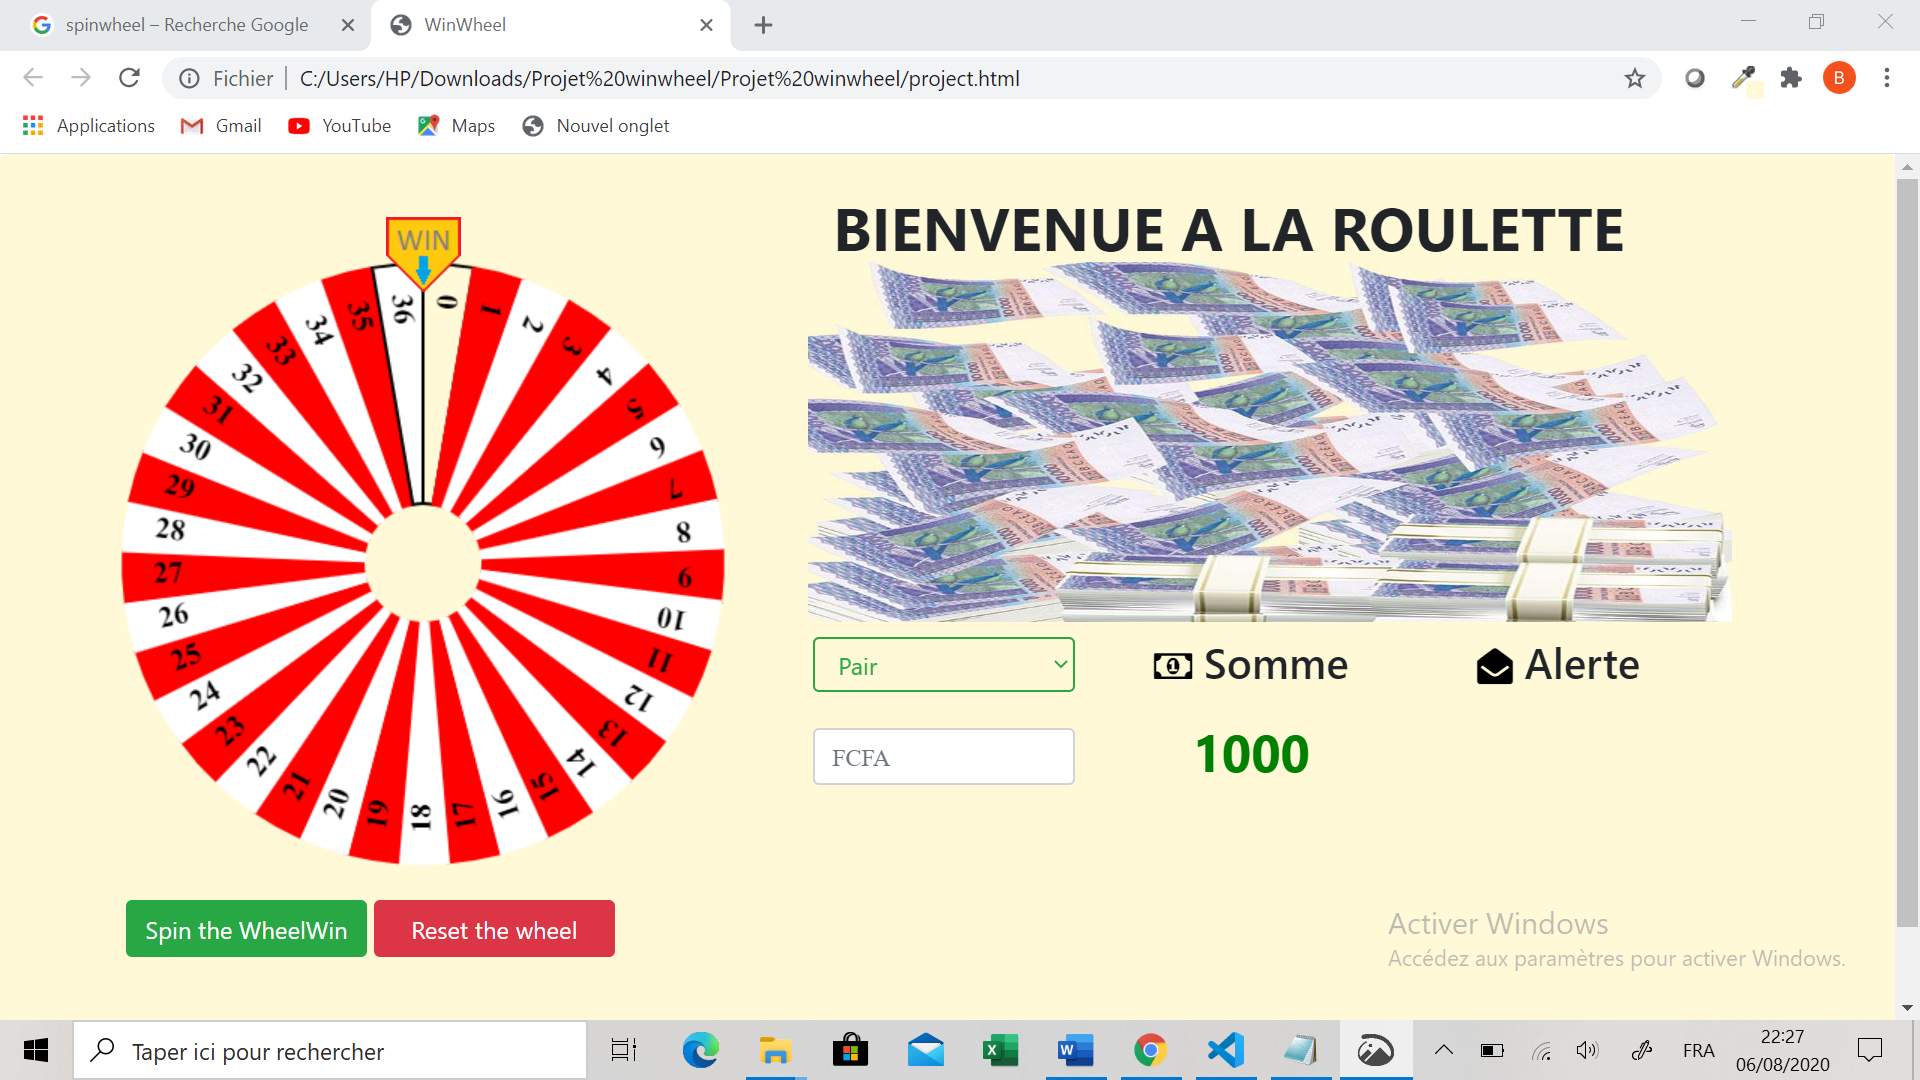 spinwheel – Recherche Google
WinWheel
Fichier
C:/Users/HP/Downloads/Projet%20winwheel/Projet%20winwheel/project.html
B
Applications
Gmail
YouTube
Maps
Nouvel onglet
WIN
BIENVENUE A LA ROULETTE
0
1
2
3
4
5
6
7
8
9
10
11
12
13
14
15
16
17
18
19
20
21
22
23
24
25
26
27
28
29
30
31
32
33
34
35
36
Pair
Somme
Alerte
FCFA
1000
Spin the WheelWin
Reset the wheel
Activer Windows
Accédez aux paramètres pour activer Windows.
Taper ici pour rechercher
FRA
22:27
06/08/2020